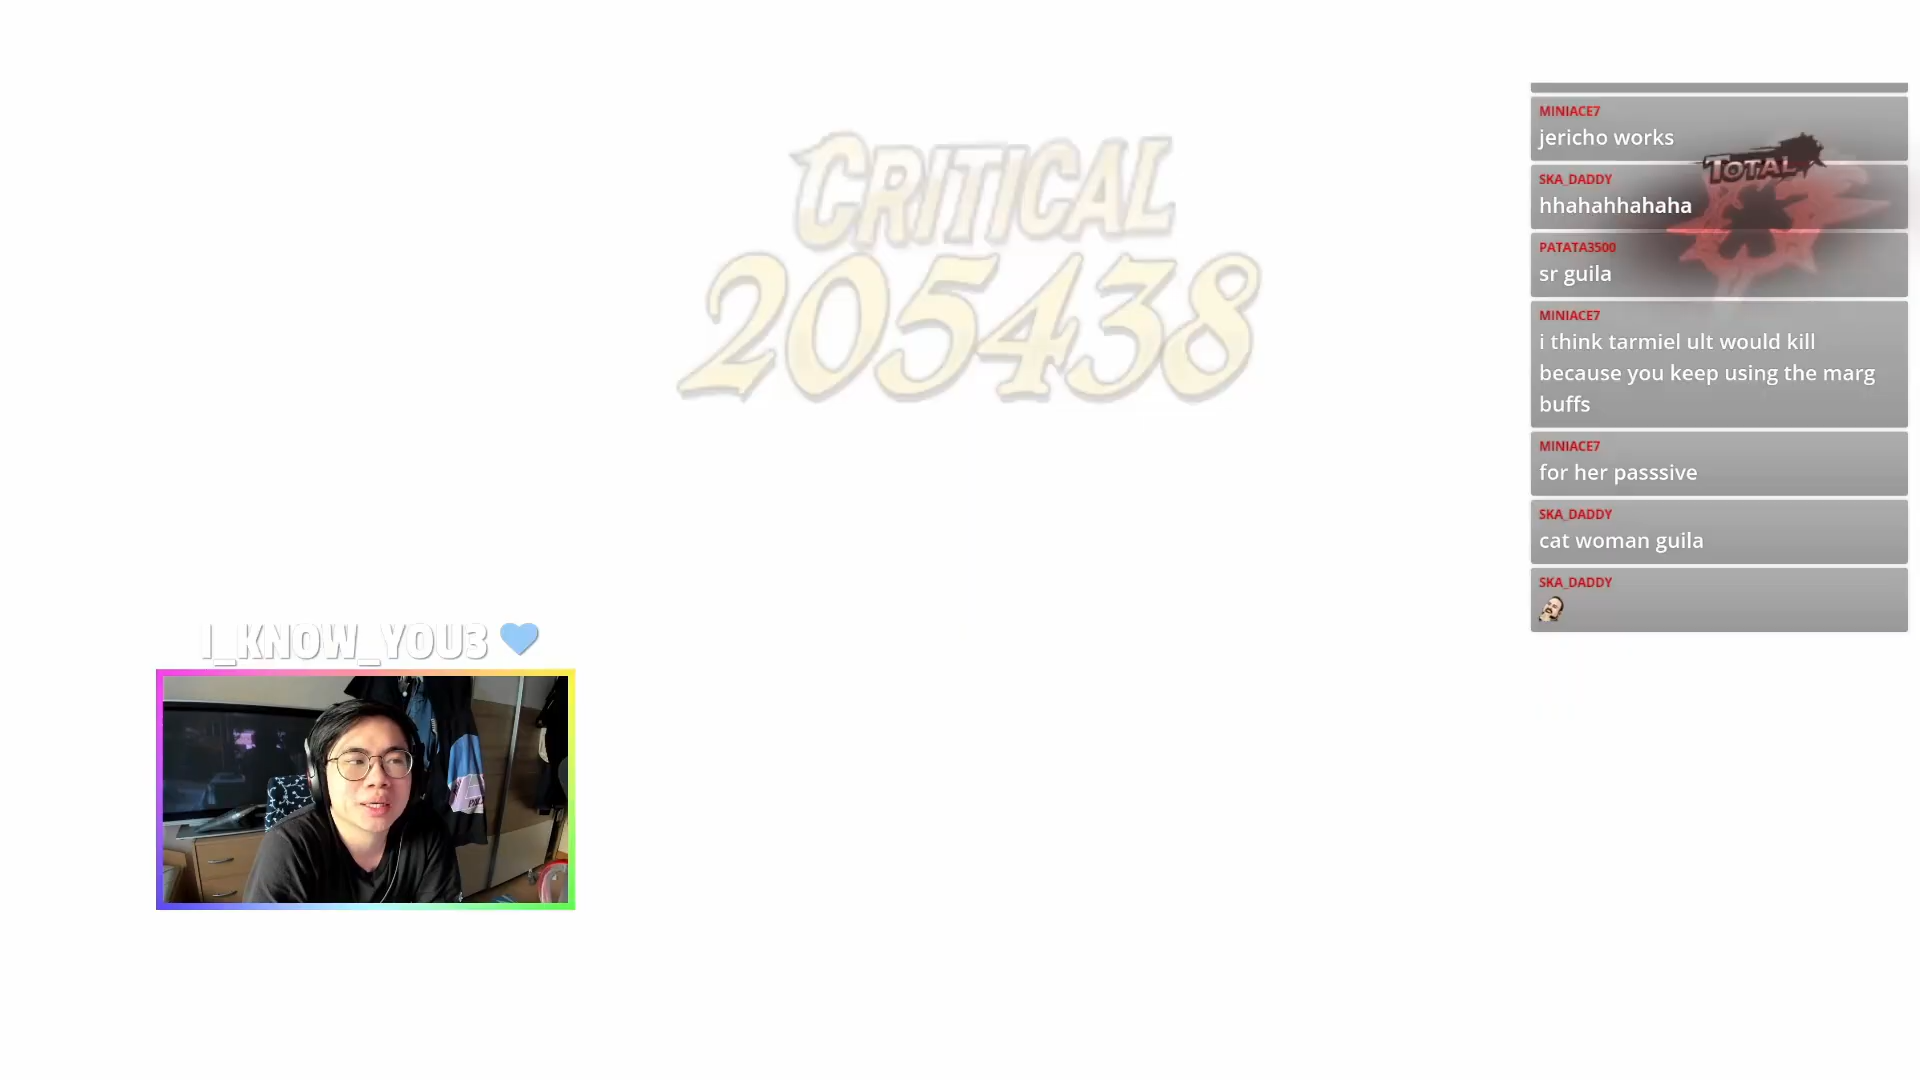 CRITICAL
205438
MINIACE7
jericho works
TOTAL
SKA_DADDY
hhahahhahaha
PATATA3500
sr guila
MINIACE7
i think tarmiel ult would kill
because you keep using the marg
buffs
MINIACE7
for her passsive
SKA_DADDY
cat woman guila
SKA_DADDY
I_KNOW_YOU3